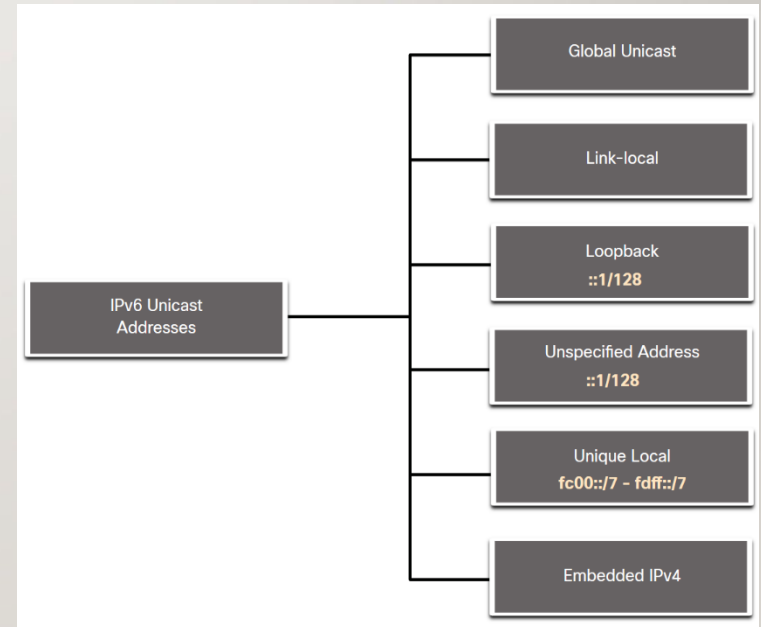 Global Unicast
Link-local
Loopback
::1/128
IPv6 Unicast
Addresses
Unspecified Address
::1/128
Unique Local
fc00::/7 - fdff::/7
Embedded IPv4